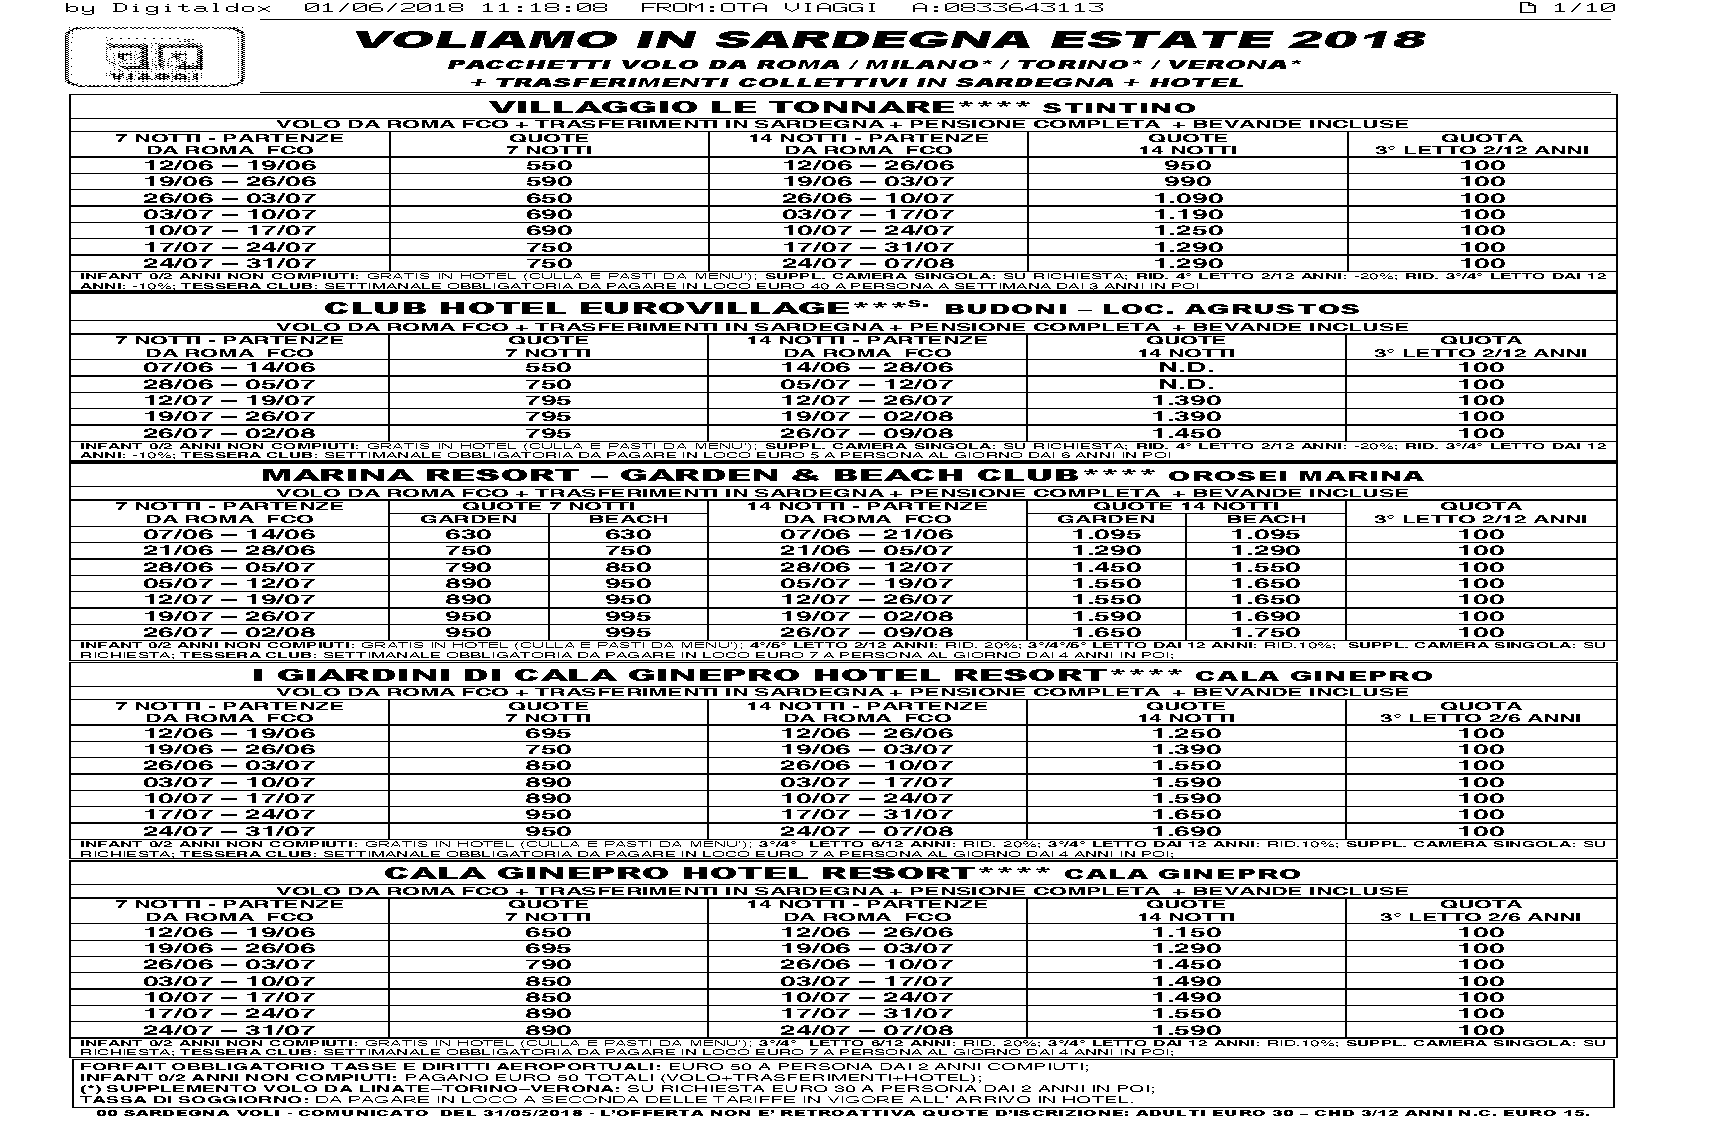 by Digitaldox 01/06/2018 11:18:08 FROM:OTA VIAGGI A:0833643113 1/10
VIAGGI
VOLIAMO IN SARDEGNA ESTATE 2018
PACCHETTI VOLO DA ROMA / MILANO* / TORINO* / VERONA*
+ TRASFERIMENTI COLLETTIVI IN SARDEGNA + HOTEL
VILLAGGIO LE TONNARE**** STINTINO
VOLO DA ROMA FCO + TRASFERIMENTI IN SARDEGNA + PENSIONE COMPLETA + BEVANDE INCLUSE
7 NOTTI - PARTENZE QUOTE 14 NOTTI - PARTENZE QUOTE QUOTA
DA ROMA FCO 7 NOTTI DA ROMA FCO 14 NOTTI 3° LETTO 2/12 ANNI
12/06 – 19/06 550 12/06 – 26/06 950 100
19/06 – 26/06 590 19/06 – 03/07 990 100
26/06 – 03/07 650 26/06 – 10/07 1.090 100
03/07 – 10/07 690 03/07 – 17/07 1.190 100
10/07 – 17/07 690 10/07 – 24/07 1.250 100
17/07 – 24/07 750 17/07 – 31/07 1.290 100
24/07 – 31/07 750 24/07 – 07/08 1.290 100
INFANT 0/2 ANNI NON COMPIUTI: GRATIS IN HOTEL (CULLA E PASTI DA MENU'); SUPPL. CAMERA SINGOLA: SU RICHIESTA; RID. 4° LETTO 2/12 ANNI: -20%; RID. 3°/4° LETTO DAI 12
ANNI: -10%; TESSERA CLUB: SETTIMANALE OBBLIGATORIA DA PAGARE IN LOCO EURO 40 A PERSONA A SETTIMANA DAI 3 ANNI IN POI
CLUB HOTEL EUROVILLAGE***S. BUDONI – LOC. AGRUSTOS
VOLO DA ROMA FCO + TRASFERIMENTI IN SARDEGNA + PENSIONE COMPLETA + BEVANDE INCLUSE
7 NOTTI - PARTENZE QUOTE 14 NOTTI - PARTENZE QUOTE QUOTA
DA ROMA FCO 7 NOTTI DA ROMA FCO 14 NOTTI 3° LETTO 2/12 ANNI
07/06 – 14/06 550 14/06 – 28/06 N.D. 100
28/06 – 05/07 750 05/07 – 12/07 N.D. 100
12/07 – 19/07 795 12/07 – 26/07 1.390 100
19/07 – 26/07 795 19/07 – 02/08 1.390 100
26/07 – 02/08 795 26/07 – 09/08 1.450 100
INFANT 0/2 ANNI NON COMPIUTI: GRATIS IN HOTEL (CULLA E PASTI DA MENU'); SUPPL. CAMERA SINGOLA: SU RICHIESTA; RID. 4° LETTO 2/12 ANNI: -20%; RID. 3°/4° LETTO DAI 12
ANNI: -10%; TESSERA CLUB: SETTIMANALE OBBLIGATORIA DA PAGARE IN LOCO EURO 5 A PERSONA AL GIORNO DAI 6 ANNI IN POI
MARINA RESORT – GARDEN & BEACH CLUB**** OROSEI MARINA
VOLO DA ROMA FCO + TRASFERIMENTI IN SARDEGNA + PENSIONE COMPLETA + BEVANDE INCLUSE
7 NOTTI - PARTENZE QUOTE 7 NOTTI 14 NOTTI - PARTENZE QUOTE 14 NOTTI QUOTA
DA ROMA FCO GARDEN BEACH DA ROMA FCO GARDEN BEACH 3° LETTO 2/12 ANNI
07/06 – 14/06 630 630 07/06 – 21/06 1.095 1.095 100
21/06 – 28/06 750 750 21/06 – 05/07 1.290 1.290 100
28/06 – 05/07 790 850 28/06 – 12/07 1.450 1.550 100
05/07 – 12/07 890 950 05/07 – 19/07 1.550 1.650 100
12/07 – 19/07 890 950 12/07 – 26/07 1.550 1.650 100
19/07 – 26/07 950 995 19/07 – 02/08 1.590 1.690 100
26/07 – 02/08 950 995 26/07 – 09/08 1.650 1.750 100
INFANT 0/2 ANNI NON COMPIUTI: GRATIS IN HOTEL (CULLA E PASTI DA MENU'); 4°/5° LETTO 2/12 ANNI: RID. 20%; 3°/4°/5° LETTO DAI 12 ANNI: RID.10%; SUPPL. CAMERA SINGOLA: SU
RICHIESTA; TESSERA CLUB: SETTIMANALE OBBLIGATORIA DA PAGARE IN LOCO EURO 7 A PERSONA AL GIORNO DAI 4 ANNI IN POI;
I GIARDINI DI CALA GINEPRO HOTEL RESORT**** CALA GINEPRO
VOLO DA ROMA FCO + TRASFERIMENTI IN SARDEGNA + PENSIONE COMPLETA + BEVANDE INCLUSE
7 NOTTI - PARTENZE QUOTE 14 NOTTI - PARTENZE QUOTE QUOTA
DA ROMA FCO 7 NOTTI DA ROMA FCO 14 NOTTI 3° LETTO 2/6 ANNI
12/06 – 19/06 695 12/06 – 26/06 1.250 100
19/06 – 26/06 750 19/06 – 03/07 1.390 100
26/06 – 03/07 850 26/06 – 10/07 1.550 100
03/07 – 10/07 890 03/07 – 17/07 1.590 100
10/07 – 17/07 890 10/07 – 24/07 1.590 100
17/07 – 24/07 950 17/07 – 31/07 1.650 100
24/07 – 31/07 950 24/07 – 07/08 1.690 100
INFANT 0/2 ANNI NON COMPIUTI: GRATIS IN HOTEL (CULLA E PASTI DA MENU'); 3°/4° LETTO 6/12 ANNI: RID. 20%; 3°/4° LETTO DAI 12 ANNI: RID.10%; SUPPL. CAMERA SINGOLA: SU
RICHIESTA; TESSERA CLUB: SETTIMANALE OBBLIGATORIA DA PAGARE IN LOCO EURO 7 A PERSONA AL GIORNO DAI 4 ANNI IN POI;
CALA GINEPRO HOTEL RESORT**** CALA GINEPRO
VOLO DA ROMA FCO + TRASFERIMENTI IN SARDEGNA + PENSIONE COMPLETA + BEVANDE INCLUSE
7 NOTTI - PARTENZE QUOTE 14 NOTTI - PARTENZE QUOTE QUOTA
DA ROMA FCO 7 NOTTI DA ROMA FCO 14 NOTTI 3° LETTO 2/6 ANNI
12/06 – 19/06 650 12/06 – 26/06 1.150 100
19/06 – 26/06 695 19/06 – 03/07 1.290 100
26/06 – 03/07 790 26/06 – 10/07 1.450 100
03/07 – 10/07 850 03/07 – 17/07 1.490 100
10/07 – 17/07 850 10/07 – 24/07 1.490 100
17/07 – 24/07 890 17/07 – 31/07 1.550 100
24/07 – 31/07 890 24/07 – 07/08 1.590 100
INFANT 0/2 ANNI NON COMPIUTI: GRATIS IN HOTEL (CULLA E PASTI DA MENU'); 3°/4° LETTO 6/12 ANNI: RID. 20%; 3°/4° LETTO DAI 12 ANNI: RID.10%; SUPPL. CAMERA SINGOLA: SU
RICHIESTA; TESSERA CLUB: SETTIMANALE OBBLIGATORIA DA PAGARE IN LOCO EURO 7 A PERSONA AL GIORNO DAI 4 ANNI IN POI;
FORFAIT OBBLIGATORIO TASSE E DIRITTI AEROPORTUALI: EURO 50 A PERSONA DAI 2 ANNI COMPIUTI;
INFANT 0/2 ANNI NON COMPIUTI: PAGANO EURO 50 TOTALI (VOLO+TRASFERIMENTI+HOTEL);
(*) SUPPLEMENTO VOLO DA LINATE–TORINO–VERONA: SU RICHIESTA EURO 30 A PERSONA DAI 2 ANNI IN POI;
TASSA DI SOGGIORNO: DA PAGARE IN LOCO A SECONDA DELLE TARIFFE IN VIGORE ALL' ARRIVO IN HOTEL.
00 SARDEGNA VOLI - COMUNICATO DEL 31/05/2018 - L'OFFERTA NON E' RETROATTIVA QUOTE D'ISCRIZIONE: ADULTI EURO 30 – CHD 3/12 ANNI N.C. EURO 15.